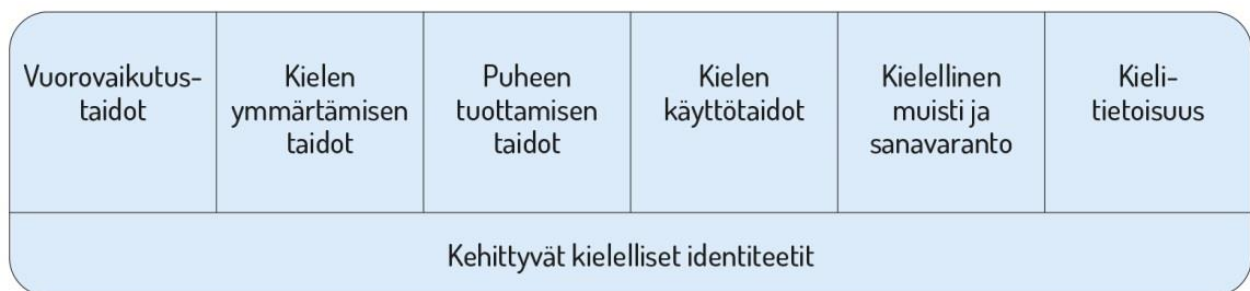 Vuorovaikutus-
taidot
Kielen
ymmärtämisen
taidot
Puheen
tuottamisen
taidot
Kielen
käyttötaidot
Kielellinen
muisti ja
sanavaranto
Kieli-
tietoisuus
Kehittyvät kielelliset identiteetit